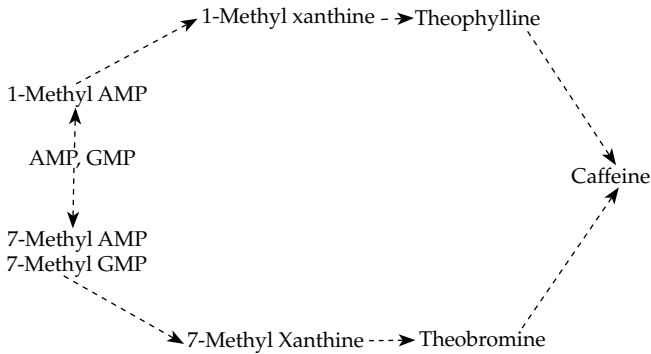 1-Methyl xanthine
Theophylline
1-Methyl AMP
AMP, GMP
Caffeine
7-Methyl AMP
7-Methyl GMP
7-Methyl Xanthine
Theobromine